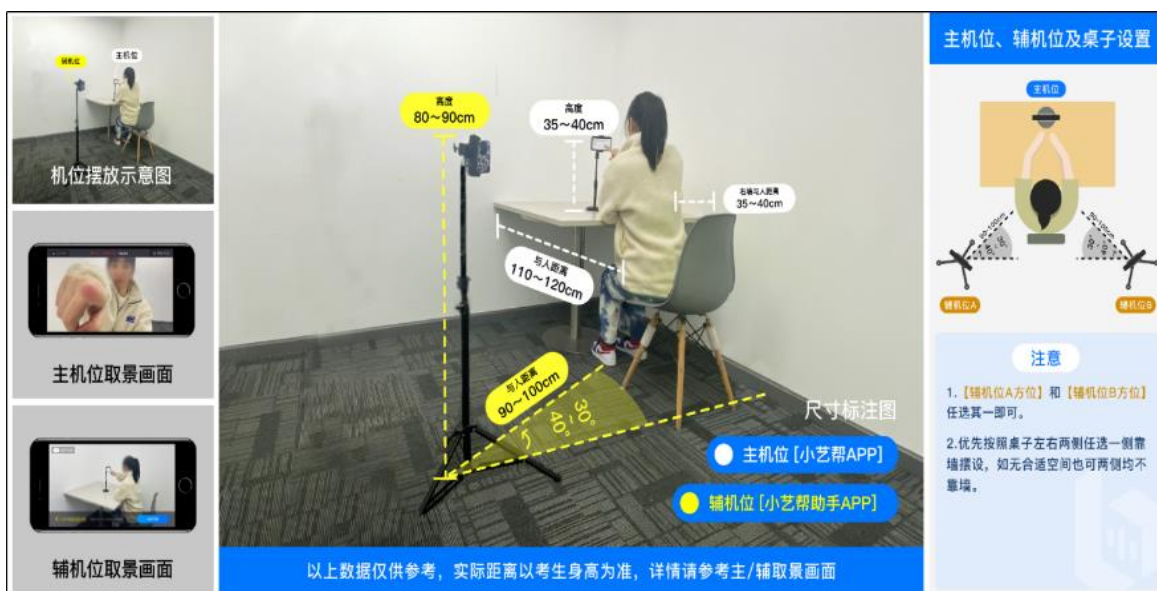 辅机位
主机位
机位摆放示意图
主机位取景画面
辅机位取景画面
高度
80~90cm
高度
35~40cm
右墙与人距离
35~40cm
与人距离
110~120cm
与人距离
90~100cm
30°
~
40°
尺寸标注图
主机位 [小艺帮APP]
辅机位 [小艺帮助手APP]
以上数据仅供参考，实际距离以考生身高为准，详情请参考主/辅取景画面
主机位、辅机位及桌子设置
主机位
90~100cm
90~100cm
30°~40°
30°~40°
辅机位A
辅机位B
注意
1.【辅机位A方位】和【辅机位B方位】
任选其一即可。
2.优先按照桌子左右两侧任选一侧靠
墙摆设，如无合适空间也可两侧均不
靠墙。